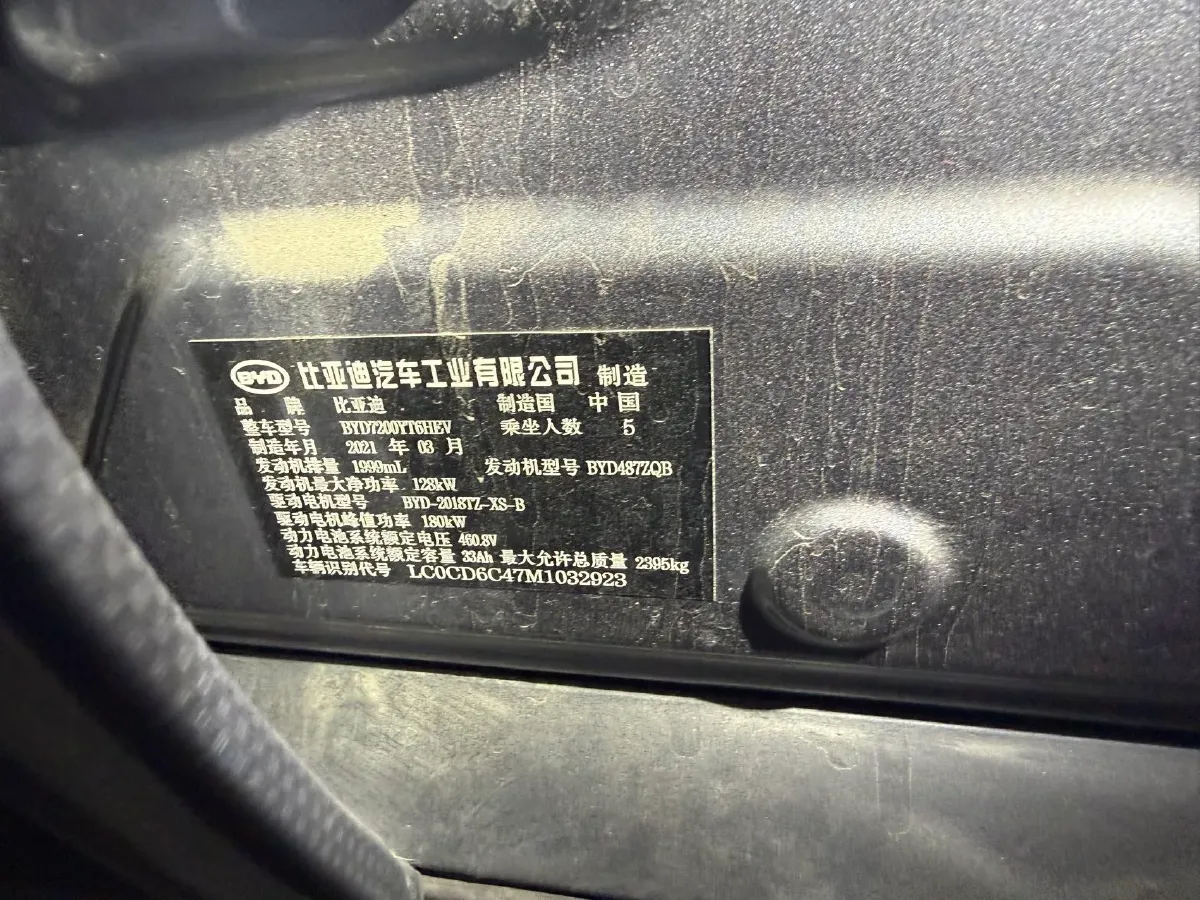 BYD 比亚迪汽车工业有限公司 制造
品 牌 比亚迪 制造国 中国
整车型号 BYD7200YT6HEV 乘坐人数 5
制造年月 2021 年 03 月
发动机排量 1999mL 发动机型号 BYD487ZQB
发动机最大净功率 128kW
驱动电机型号 BYD-2018TZ-XS-B
驱动电机峰值功率 180kW
动力电池系统额定电压 460.8V
动力电池系统额定容量 33Ah 最大允许总质量 2395kg
车辆识别代号 LC0CD6C47M1032923